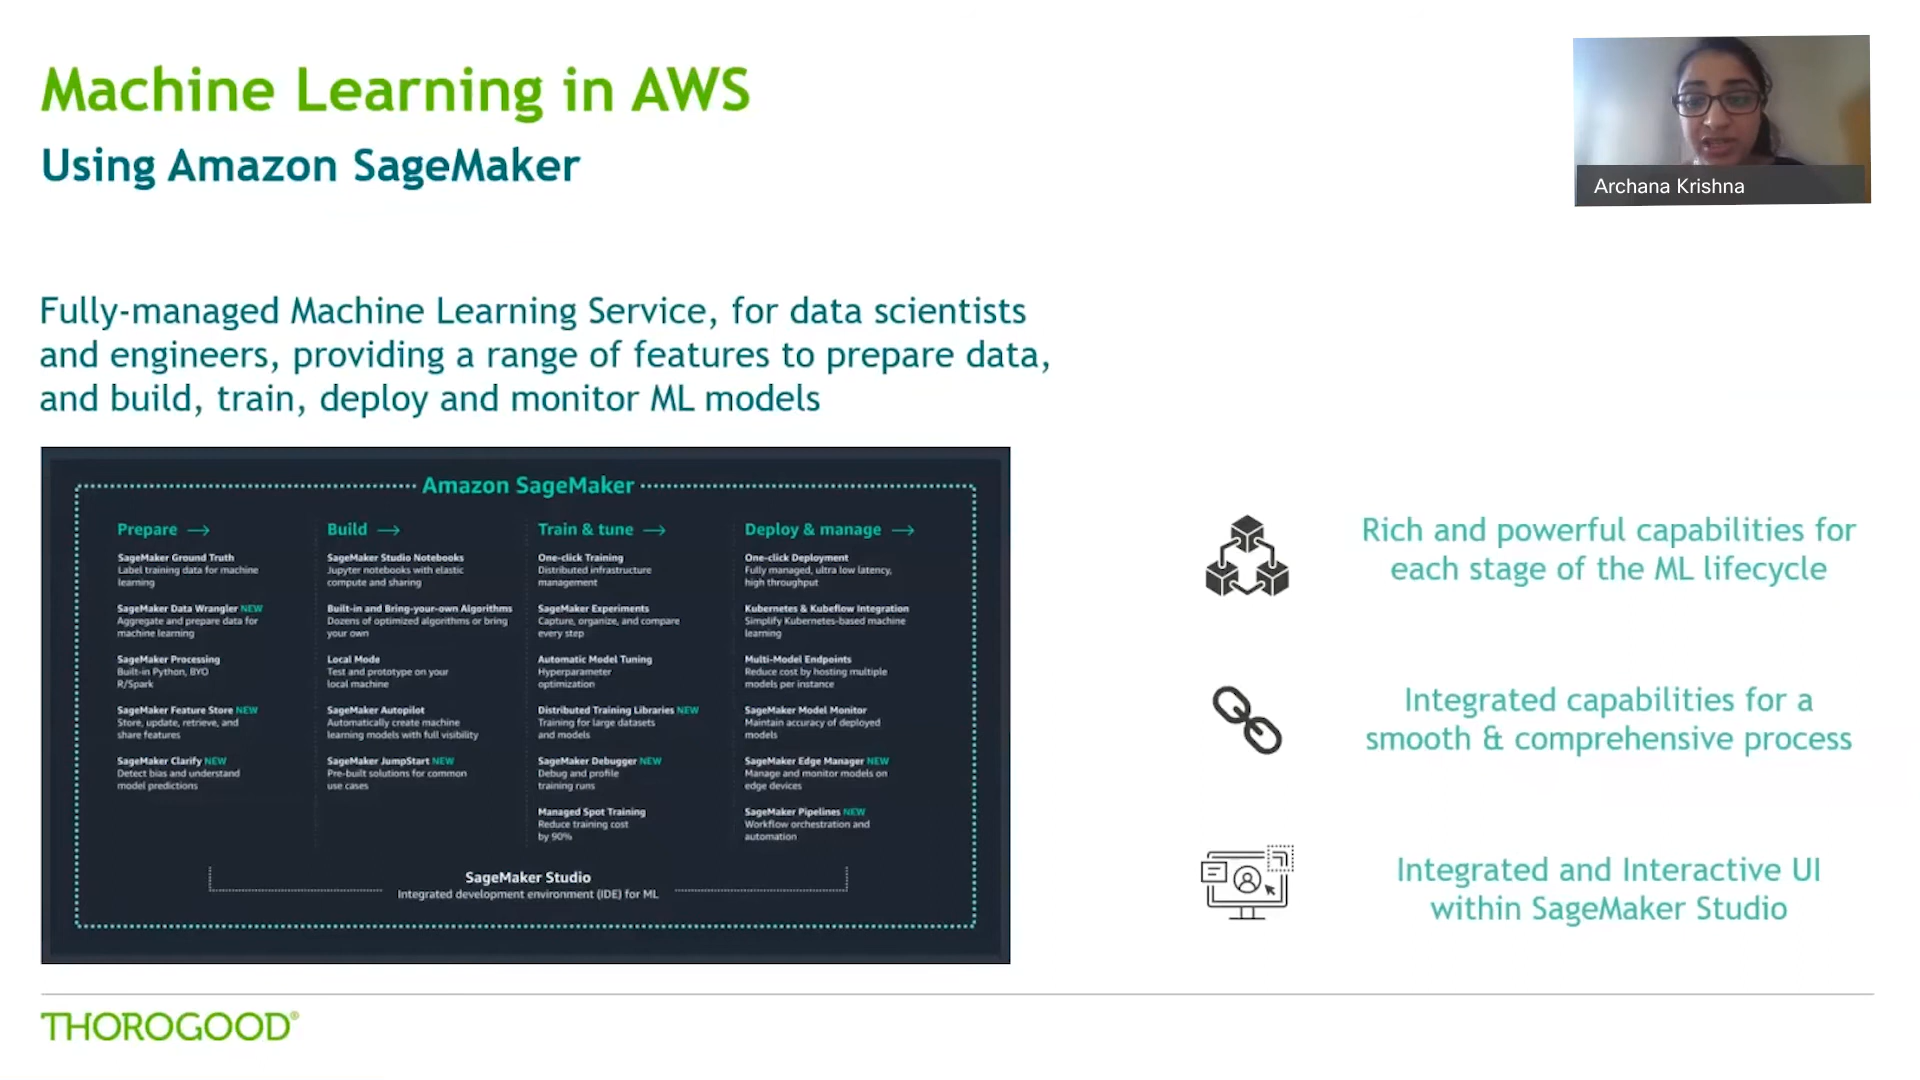 Machine Learning in AWS
Using Amazon SageMaker
Archana Krishna
Fully-managed Machine Learning Service, for data scientists
and engineers, providing a range of features to prepare data,
and build, train, deploy and monitor ML models
Amazon SageMaker
Prepare
SageMaker Ground Truth
Label training data for machine
learning
SageMaker Data Wrangler NEW
Aggregate and prepare data for
machine learning
SageMaker Processing
Built-in Python, BYO
R/Spark
SageMaker Feature Store NEW
Store, update, retrieve, and
share features
SageMaker Clarify NEW
Detect bias and understand
model predictions
Build
SageMaker Studio Notebooks
Jupyter notebooks with elastic
compute and sharing
Built-in and Bring-your-own Algorithms
Dozens of optimized algorithms or bring
your own
Local Mode
Test and prototype on your
local machine
SageMaker Autopilot
Automatically create machine
learning models with full visibility
SageMaker JumpStart NEW
Pre-built solutions for common
use cases
Train & tune
One-click Training
Distributed infrastructure
management
SageMaker Experiments
Capture, organize, and compare
every step
Automatic Model Tuning
Hyperparameter
optimization
Distributed Training Libraries NEW
Training for large datasets
and models
SageMaker Debugger NEW
Debug and profile
training runs
Managed Spot Training
Reduce training cost
by 90%
Deploy & manage
One-click Deployment
Fully managed, ultra low latency,
high throughput
Kubernetes & Kubeflow Integration
Simplify Kubernetes-based machine
learning
Multi-Model Endpoints
Reduce cost by hosting multiple
models per instance
SageMaker Model Monitor
Maintain accuracy of deployed
models
SageMaker Edge Manager NEW
Manage and monitor models on
edge devices
SageMaker Pipelines NEW
Workflow orchestration and
automation
SageMaker Studio
Integrated development environment (IDE) for ML
Rich and powerful capabilities for
each stage of the ML lifecycle
Integrated capabilities for a
smooth & comprehensive process
Integrated and Interactive UI
within SageMaker Studio
THOROGOOD®